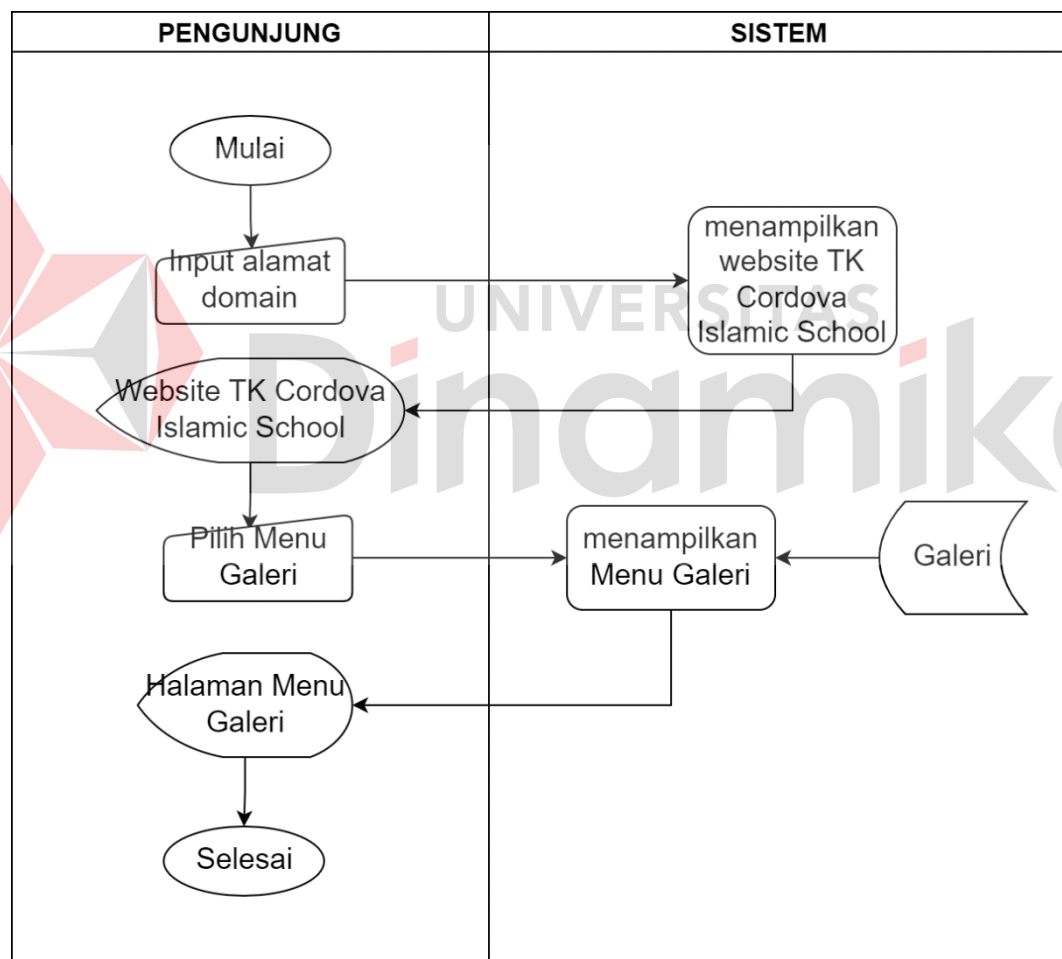 PENGUNJUNG
SISTEM
Mulai
Input alamat
domain
menampilkan
website TK
Cordova
Islamic School
UNIVERSITAS
Dinamika
Website TK Cordova
Islamic School
Pilih Menu
Galeri
menampilkan
Menu Galeri
Galeri
Halaman Menu
Galeri
Selesai